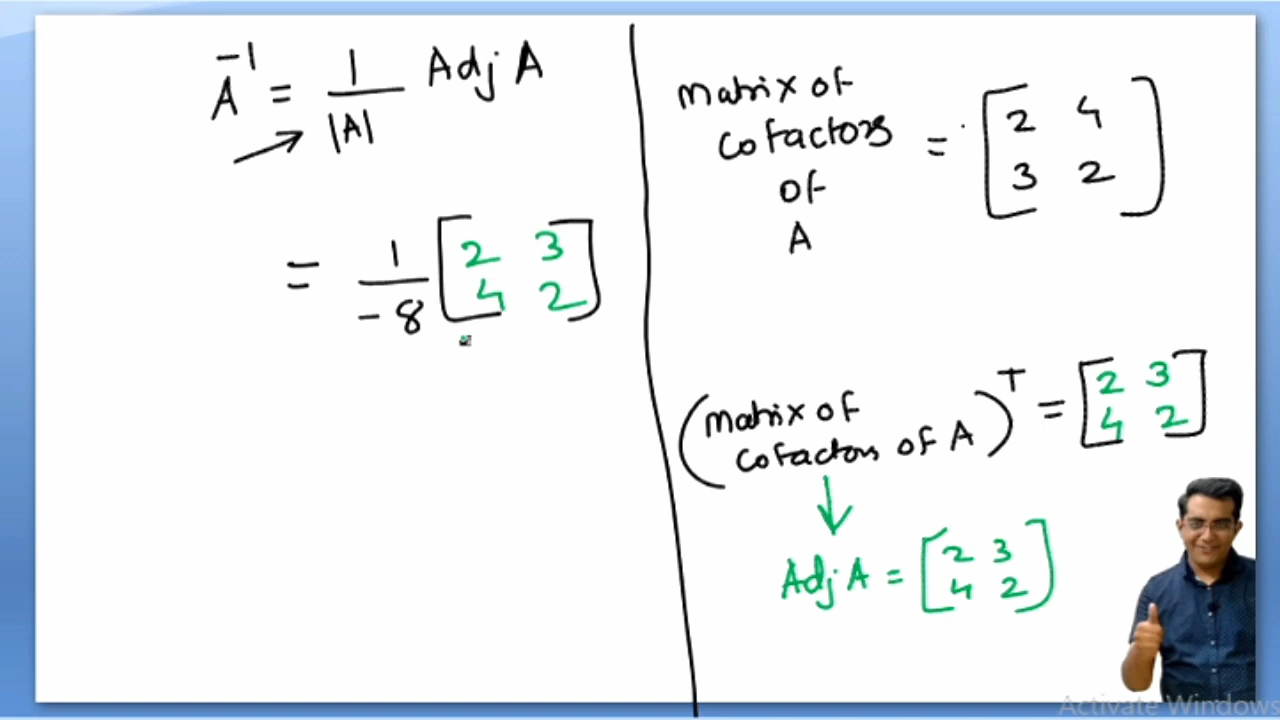 A⁻¹ = 1/|A| Adj A
= 1/-8 [2 3
4 2]
Matrix of
cofactors
of
A
= [2 4
3 2]
(Matrix of
cofactors of A)ᵀ = [2 3
4 2]
Adj A = [2 3
4 2]
Activate Windows